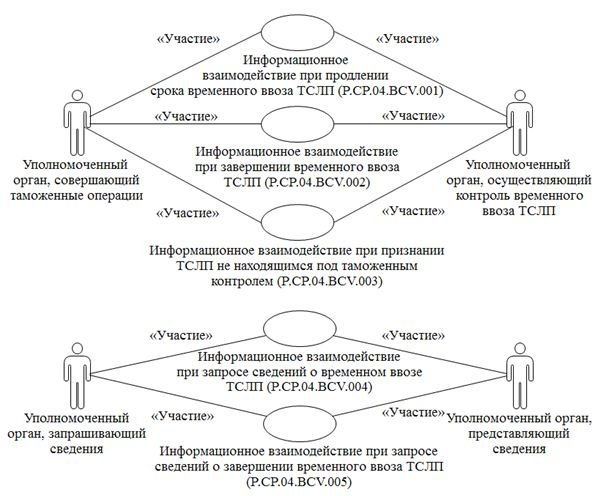 «Участие»
«Участие»
Информационное
взаимодействие при продлении
срока временного ввоза ТСЛП (P.CP.04.BCV.001)
«Участие»
«Участие»
Информационное взаимодействие
при завершении временного ввоза
ТСЛП (P.CP.04.BCV.002)
Уполномоченный
орган, совершающий
таможенные операции
Уполномоченный
орган, осуществляющий
контроль временного
ввоза ТСЛП
«Участие»
«Участие»
Информационное взаимодействие при признании
ТСЛП не находящимся под таможенным
контролем (P.CP.04.BCV.003)
«Участие»
«Участие»
Информационное взаимодействие
при запросе сведений о временном ввозе
ТСЛП (P.CP.04.BCV.004)
Уполномоченный
орган, запрашивающий
сведения
Уполномоченный орган,
представляющий
сведения
«Участие»
«Участие»
Информационное взаимодействие при запросе
сведений о завершении временного ввоза ТСЛП
(P.CP.04.BCV.005)